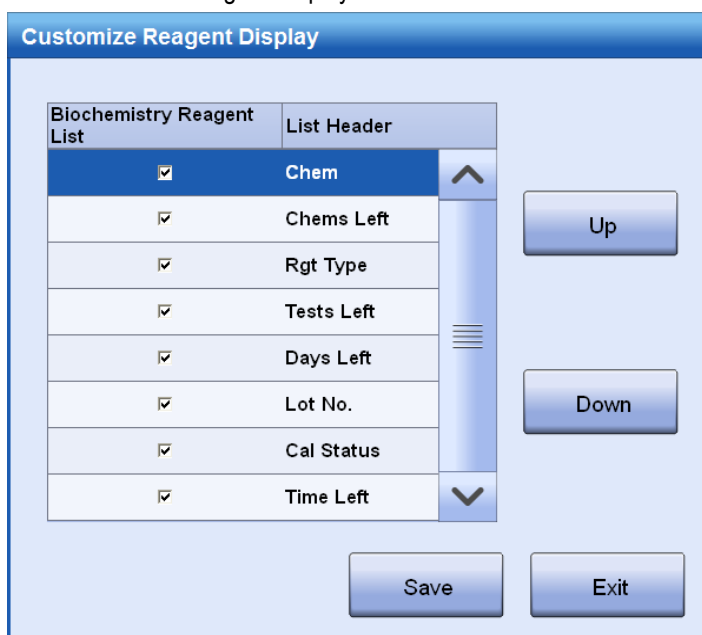 Customize Reagent Display
Biochemistry Reagent
List
List Header
Chem
Chems Left
Rgt Type
Tests Left
Days Left
Lot No.
Cal Status
Time Left
Up
Down
Save
Exit